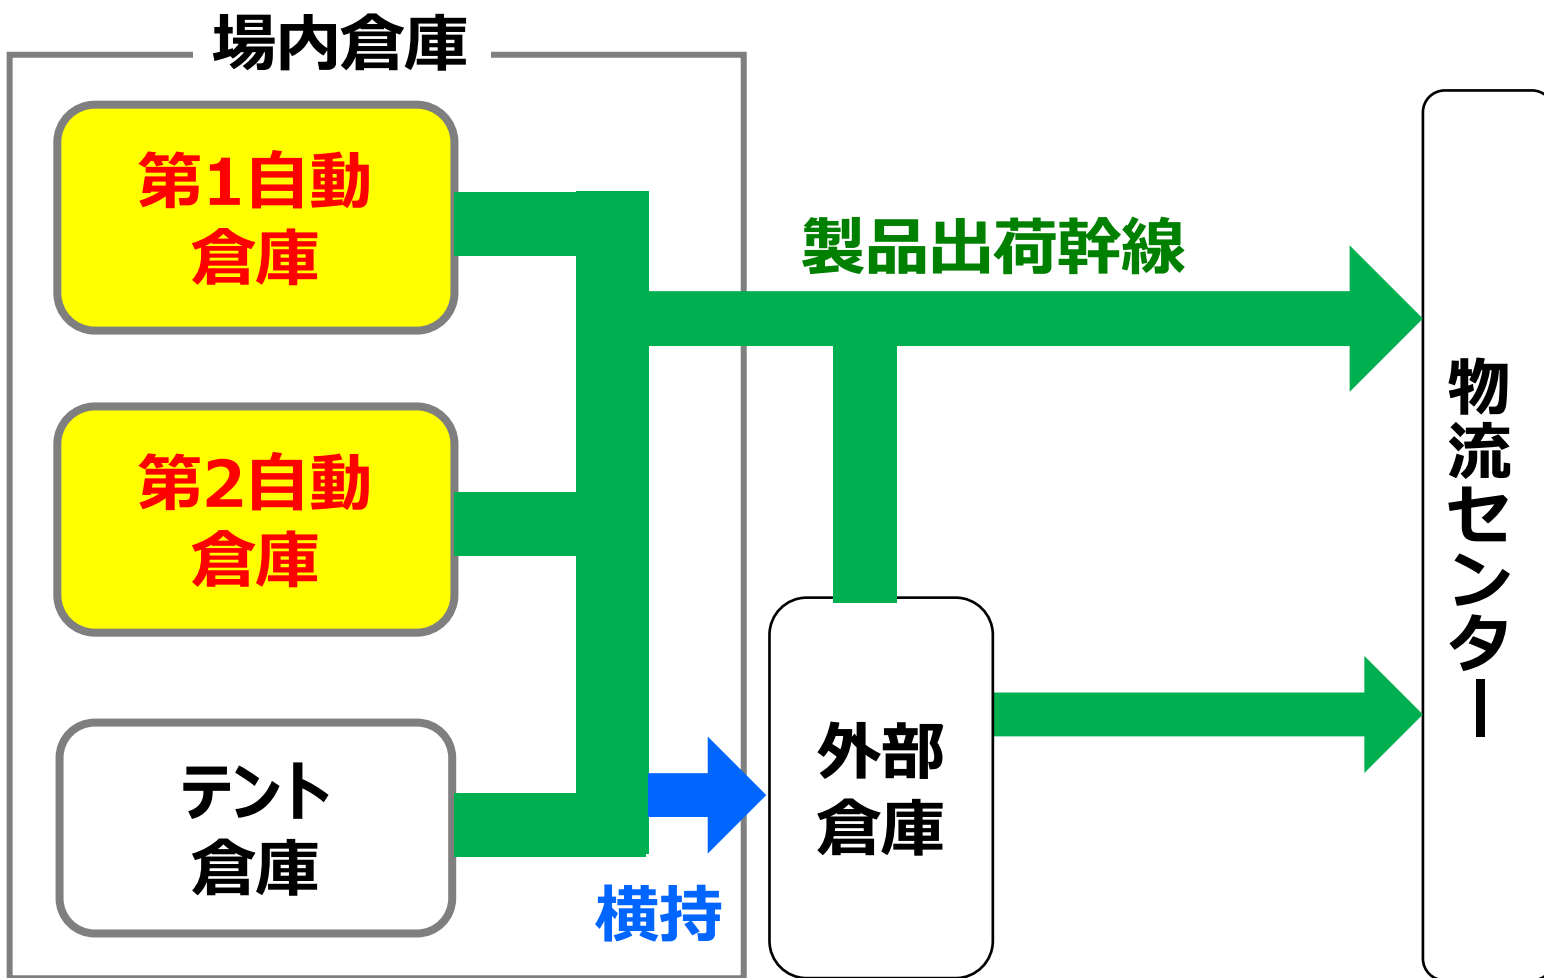 場内倉庫
第1自動
倉庫
製品出荷幹線
第2自動
倉庫
物流センター
テント
倉庫
外部
倉庫
横持